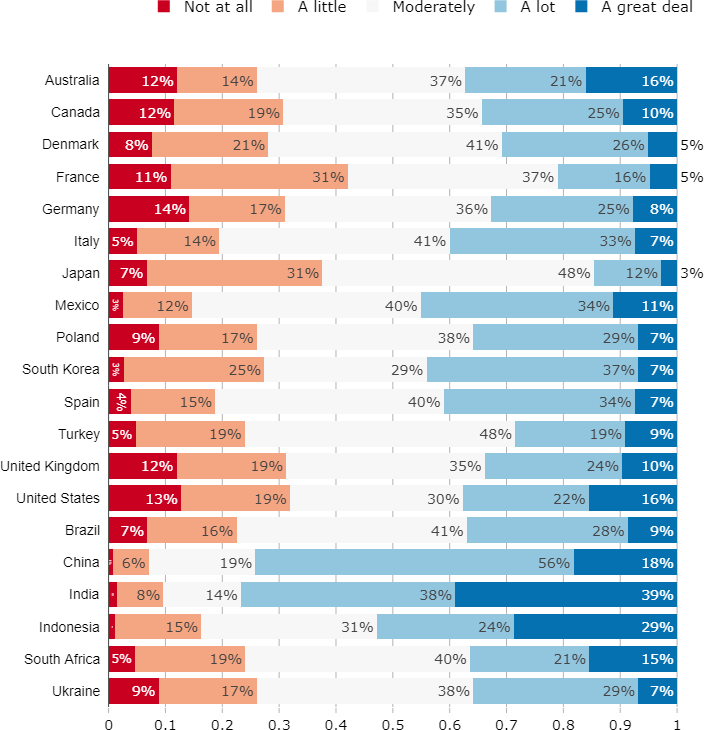 Not at all A little Moderately A lot A great deal
Australia 12% 14% 37% 21% 16%
Canada 12% 19% 35% 25% 10%
Denmark 8% 21% 41% 26% 5%
France 11% 31% 37% 16% 5%
Germany 14% 17% 36% 25% 8%
Italy 5% 14% 41% 33% 7%
Japan 7% 31% 48% 12% 3%
Mexico 3% 12% 40% 34% 11%
Poland 9% 17% 38% 29% 7%
South Korea 3% 25% 29% 37% 7%
Spain 4% 15% 40% 34% 7%
Turkey 5% 19% 48% 19% 9%
United Kingdom 12% 19% 35% 24% 10%
United States 13% 19% 30% 22% 16%
Brazil 7% 16% 41% 28% 9%
China 6% 19% 56% 18%
India 8% 14% 38% 39%
Indonesia 15% 31% 24% 29%
South Africa 5% 19% 40% 21% 15%
Ukraine 9% 17% 38% 29% 7%
0 0.1 0.2 0.3 0.4 0.5 0.6 0.7 0.8 0.9 1